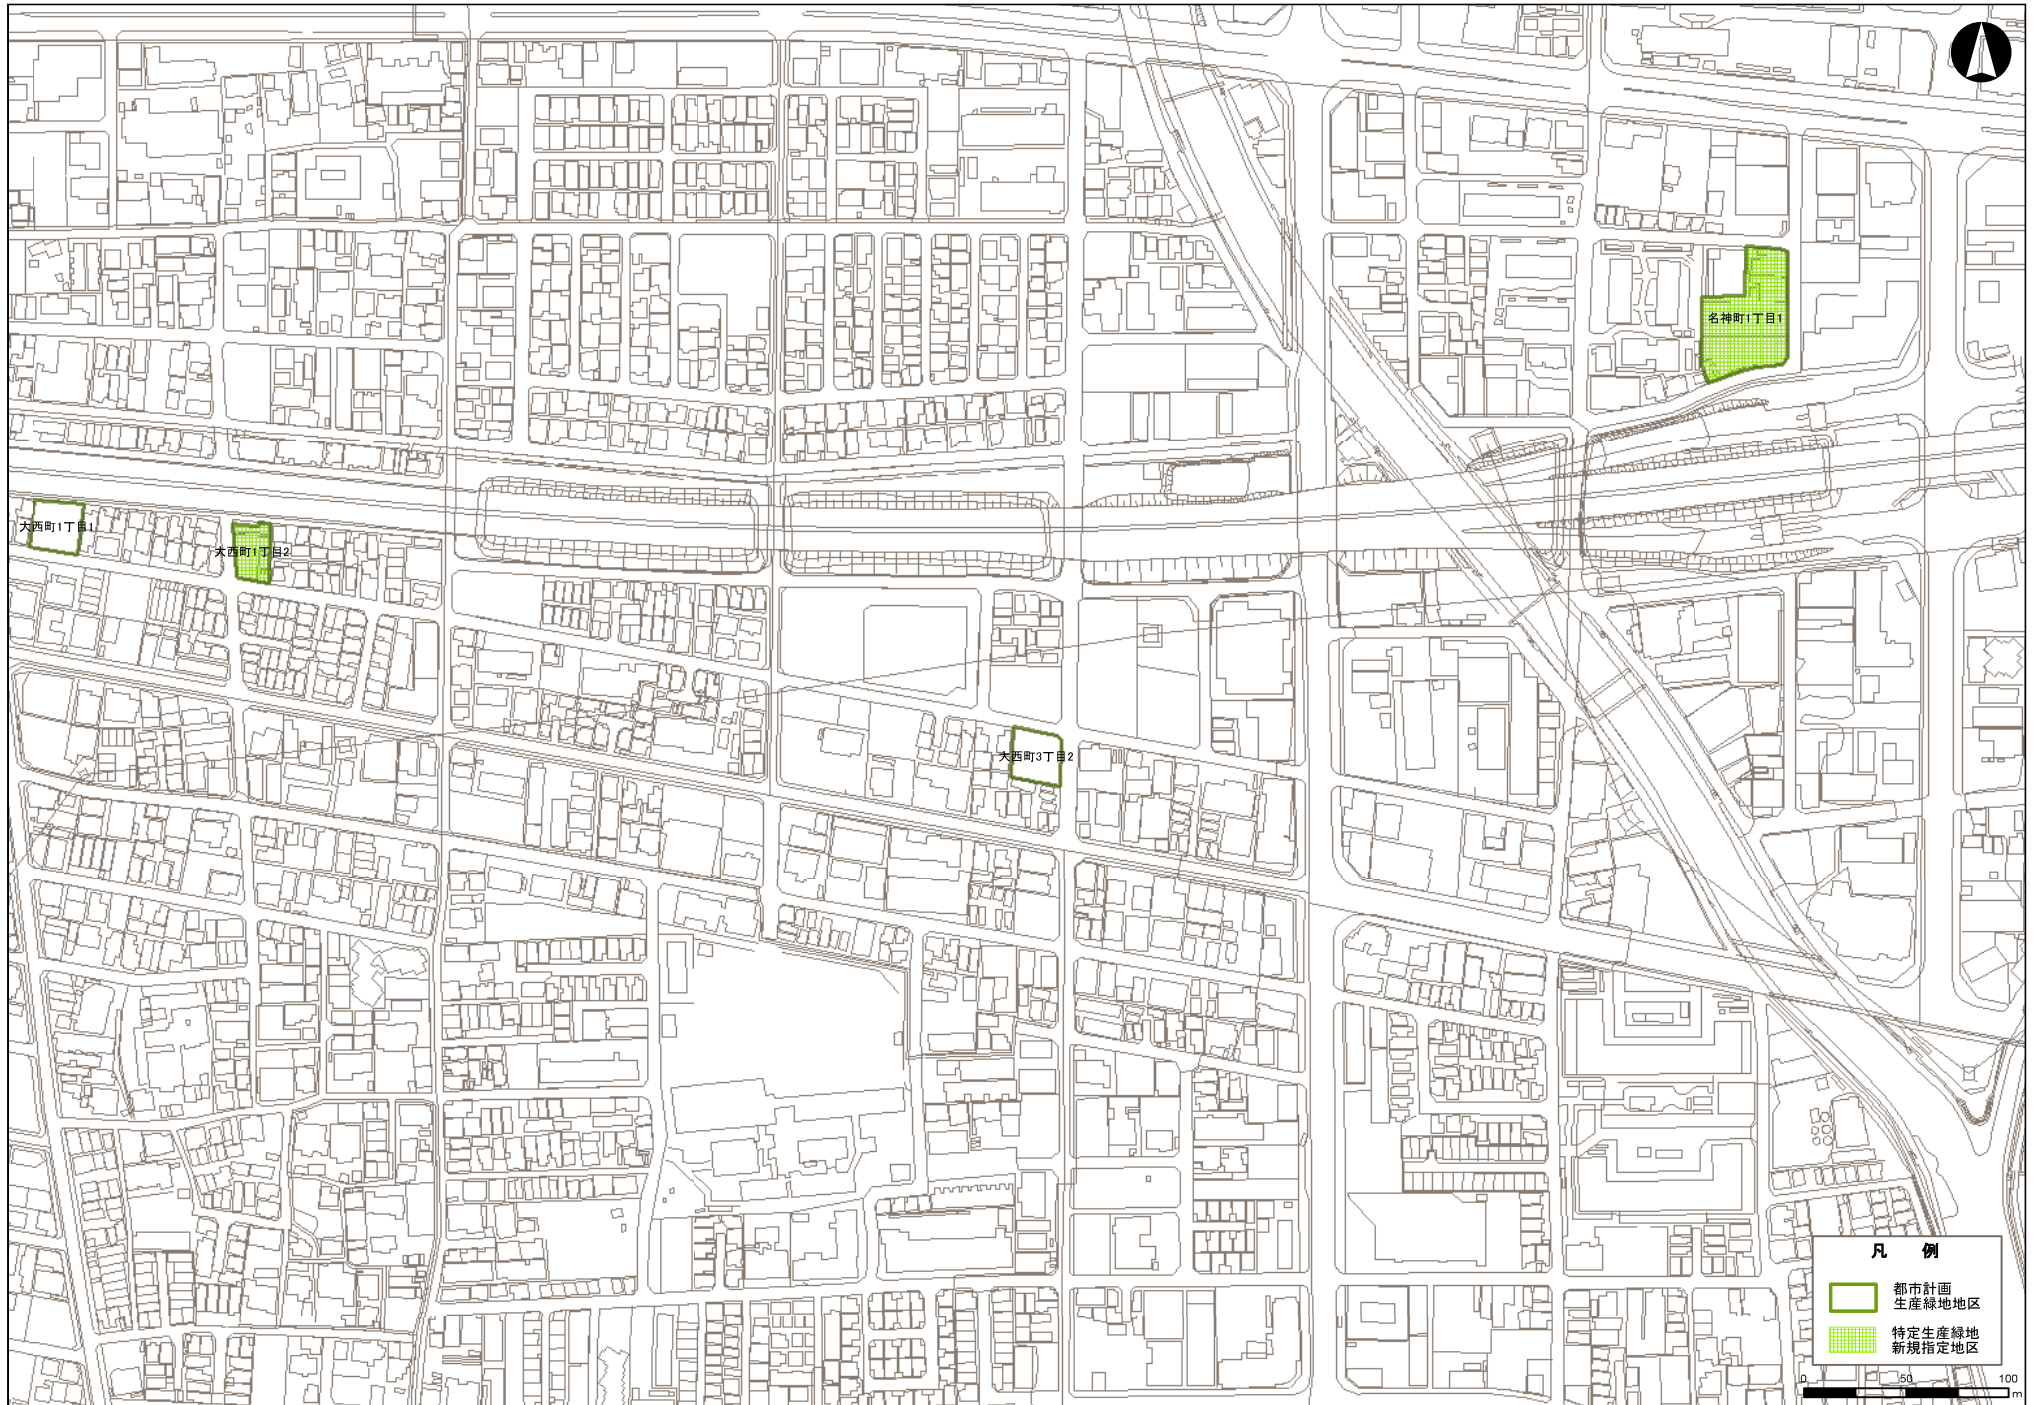 名神町1丁目1
大西町1丁目1
大西町1丁目2
大西町3丁目2
凡 例
都市計画
生産緑地地区
特定生産緑地
新規指定地区
0 50 100
m